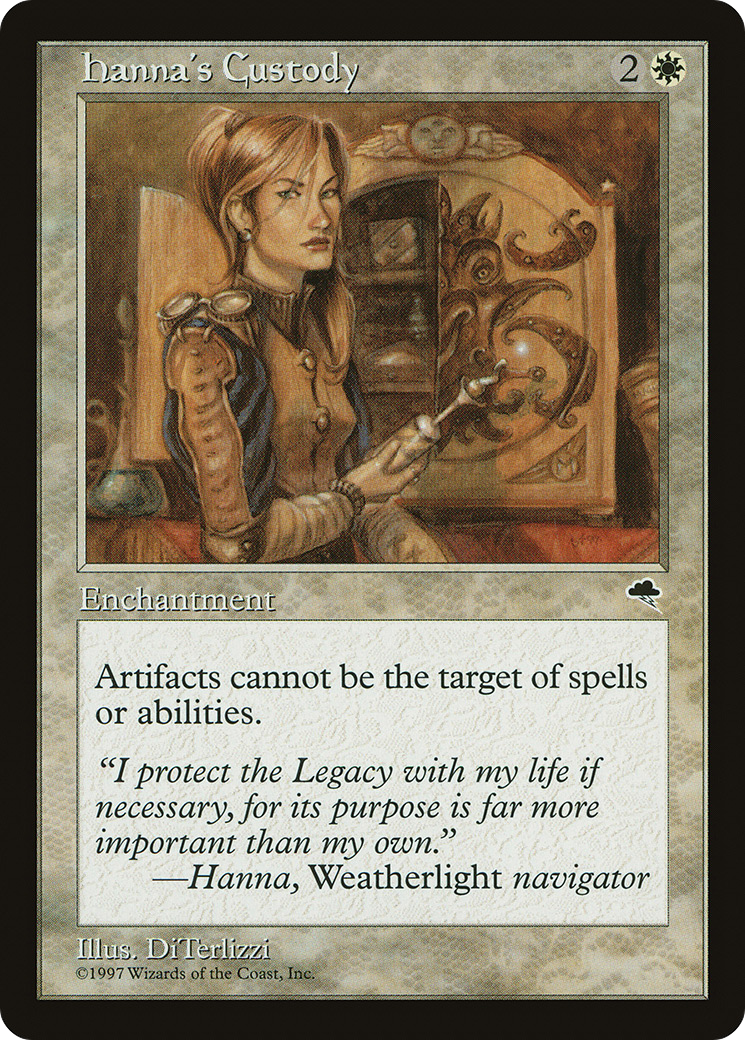 Hanna's Custody 2
Enchantment
Artifacts cannot be the target of spells
or abilities.
“I protect the Legacy with my life if
necessary, for its purpose is far more
important than my own.”
—Hanna, Weatherlight navigator
Illus. DiTerlizzi
©1997 Wizards of the Coast, Inc.